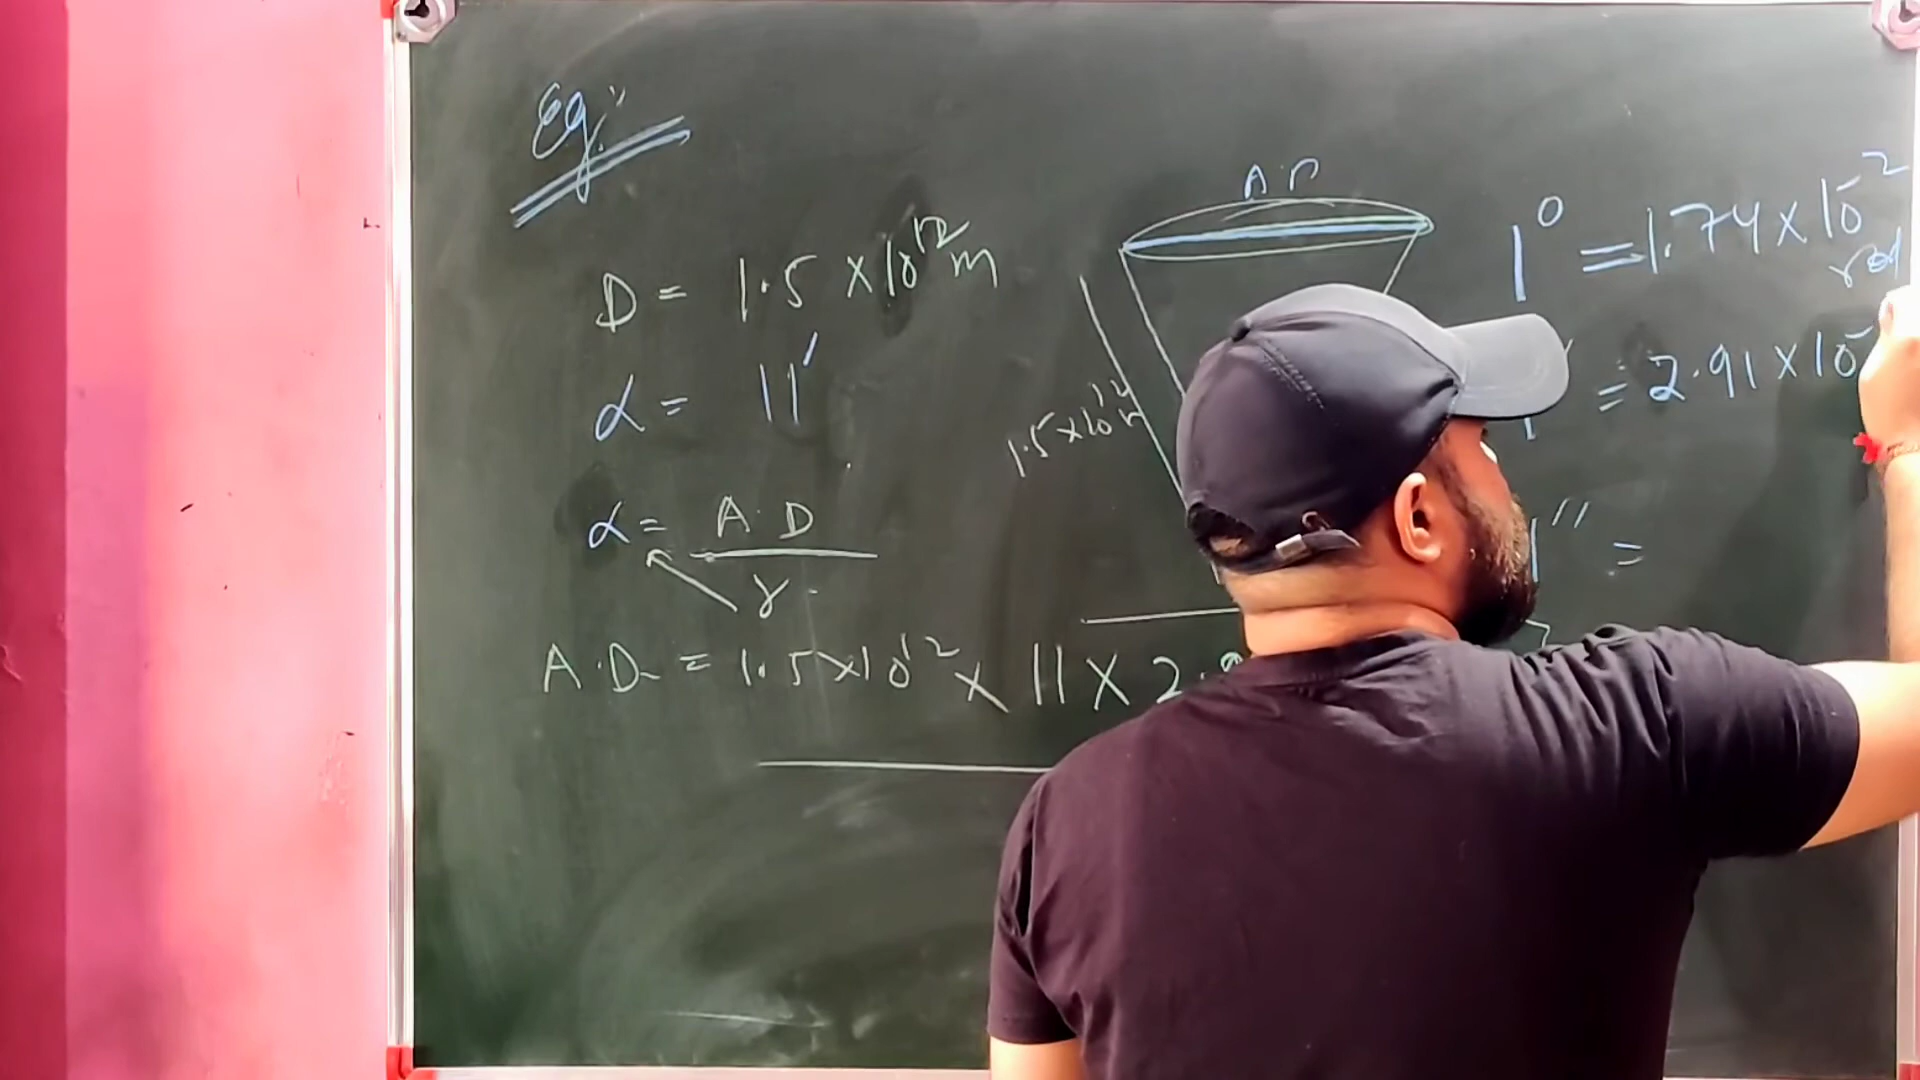 Eg:
D = 1.5 × 10¹² m
α = 11′
α = A.D / r
A.D = 1.5 × 10¹² × 11 × 2.9
A.D
1.5 × 10¹² m
1° = 1.74 × 10⁻² rad
= 2.91 × 10⁻
1″ =